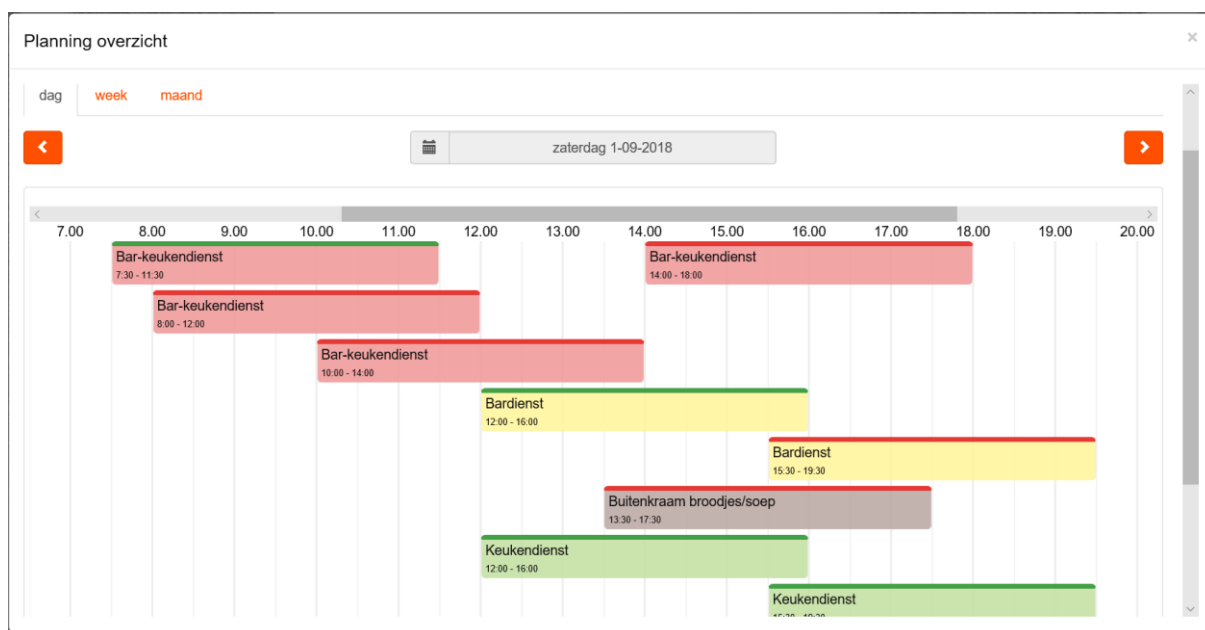 Planning overzicht
×
dag week maand
zaterdag 1-09-2018
7.00 8.00 9.00 10.00 11.00 12.00 13.00 14.00 15.00 16.00 17.00 18.00 19.00 20.00
Bar-keukendienst
7:30 - 11:30
Bar-keukendienst
14:00 - 18:00
Bar-keukendienst
8:00 - 12:00
Bar-keukendienst
10:00 - 14:00
Bardienst
12:00 - 16:00
Bardienst
15:30 - 19:30
Buitenkraam broodjes/soep
13:30 - 17:30
Keukendienst
12:00 - 16:00
Keukendienst
15:30 - 19:30